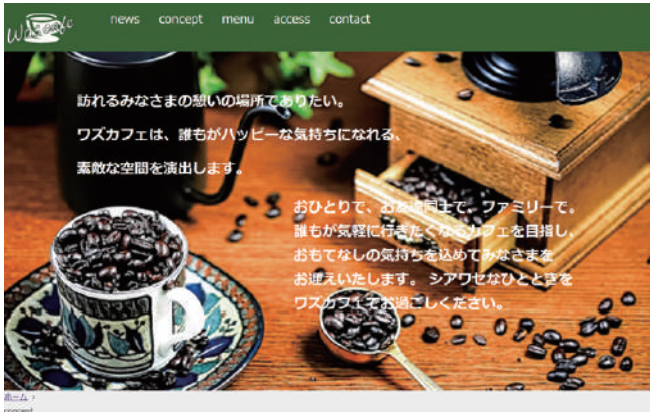 Wa's Cafe
news concept menu access contact
訪れるみなさまの憩いの場所でありたい。
ワズカフェは、誰もがハッピーな気持ちになれる、
素敵な空間を演出します。
おひとりで、お友達同士で、ファミリーで。
誰もが気軽に行きたくなるカフェを目指し、
おもてなしの気持ちを込めてみなさまを
お迎えいたします。 シアワセなひとときを
ワズカフェでお過ごしください。
ホーム >
concept